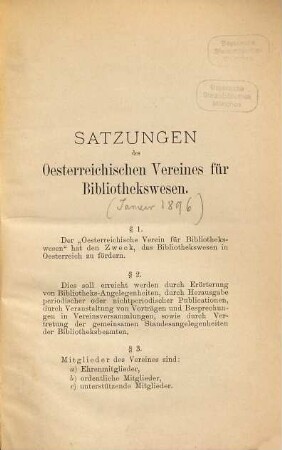 SATZUNGEN
des
Oesterreichischen Vereines für
Bibliothekswesen.
(Januar 1896)
§ 1.
Der „Oesterreichische Verein für Bibliotheks-
wesen" hat den Zweck, das Bibliothekswesen in
Oesterreich zu fördern.
§ 2.
Dies soll erreicht werden durch Erörterung
von Bibliotheks-Angelegenheiten, durch Herausgabe
periodischer oder nichtperiodischer Publicationen,
durch Veranstaltung von Vorträgen und Besprechun-
gen in Vereinsversammlungen, sowie durch Ver-
tretung der gemeinsamen Standesangelegenheiten
der Bibliotheksbeamten.
§ 3.
Mitglieder des Vereines sind:
a) Ehrenmitglieder,
b) ordentliche Mitglieder,
c) unterstützende Mitglieder.